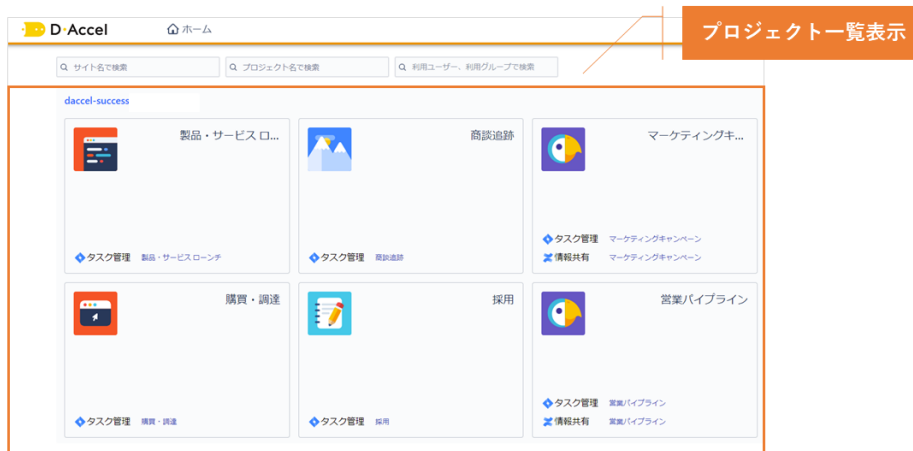 D·Accel
ホーム
プロジェクト一覧表示
サイト名で検索
プロジェクト名で検索
利用ユーザー、利用グループで検索
daccel-success
製品・サービス ロ...
商談追跡
マーケティングキ...
タスク管理 製品・サービス ローンチ
タスク管理 商談追跡
タスク管理 マーケティングキャンペーン
情報共有 マーケティングキャンペーン
購買・調達
採用
営業パイプライン
タスク管理 購買・調達
タスク管理 採用
タスク管理 営業パイプライン
情報共有 営業パイプライン